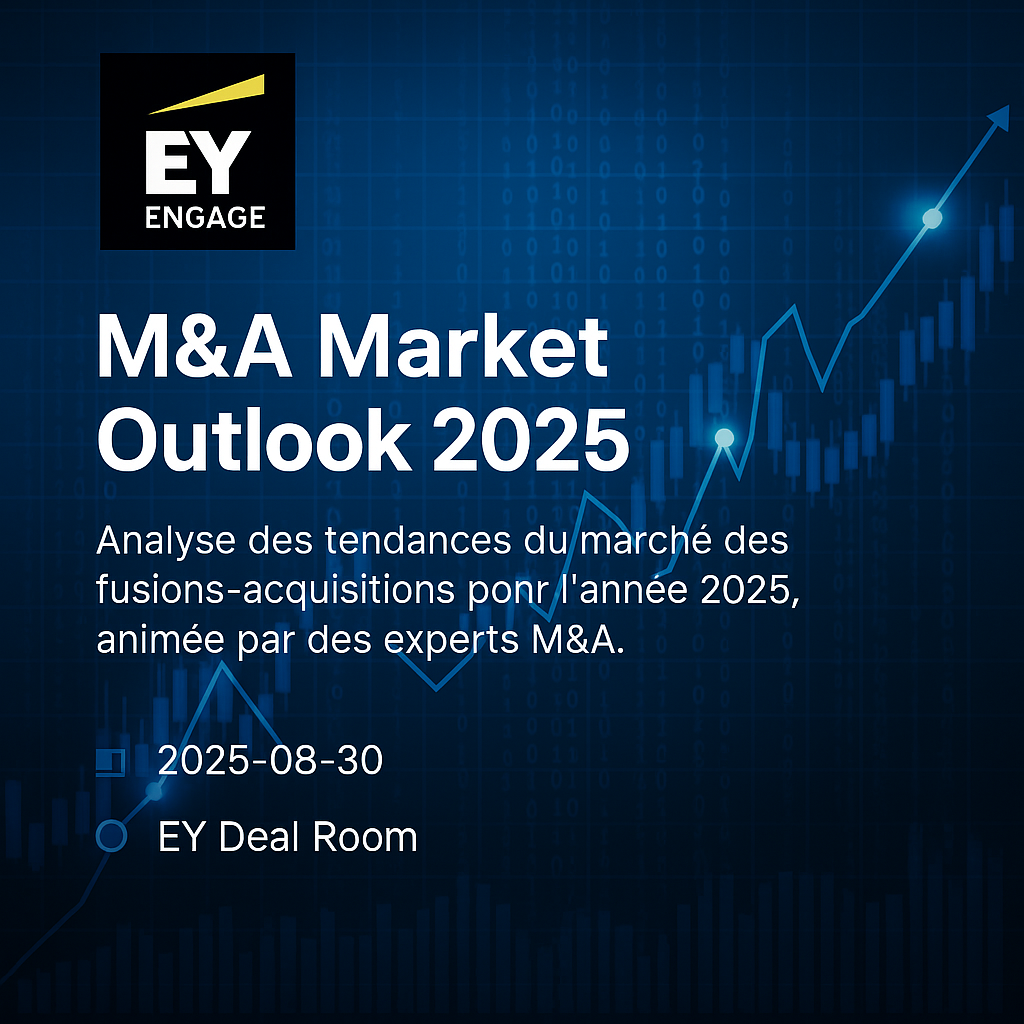 EY
ENGAGE
M&A Market
Outlook 2025
Analyse des tendances du marché des
fusions-acquisitions ponr l'année 2025,
animée par des experts M&A.
2025-08-30
EY Deal Room